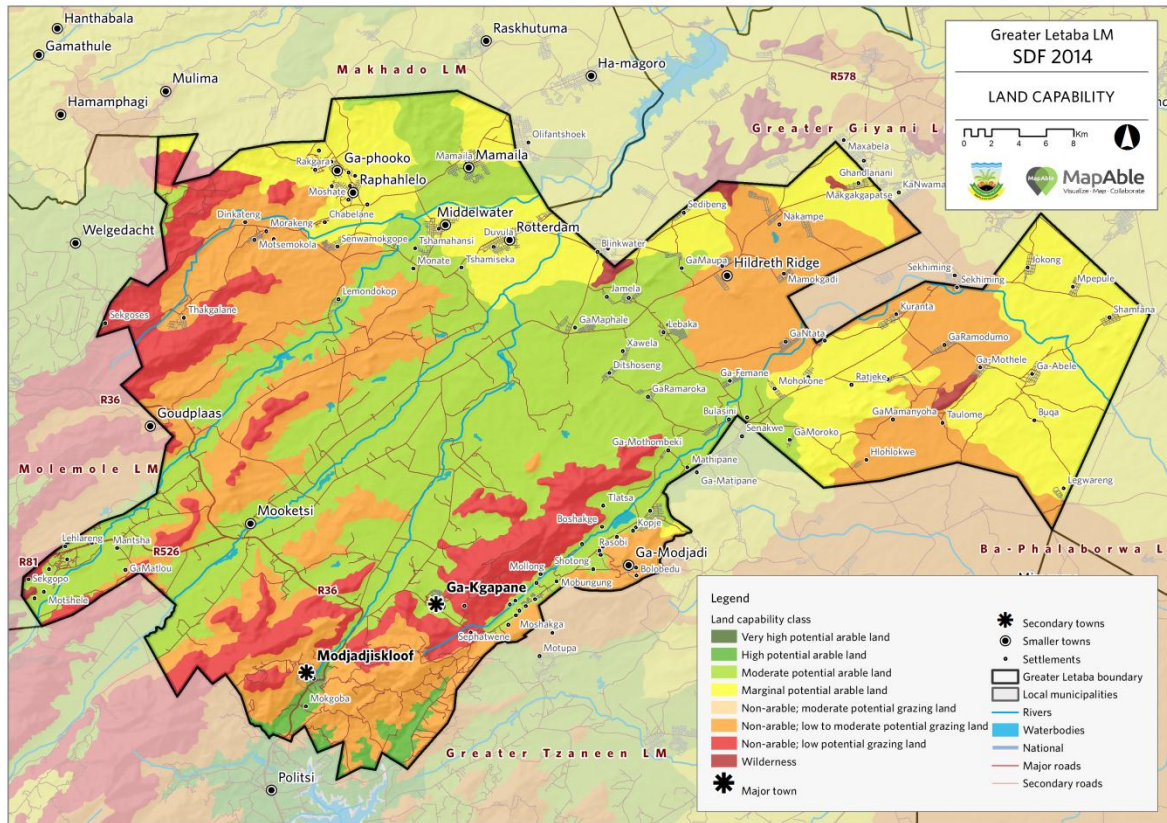 Hanthabala
Gamathule
Raskhutuma
Greater Letaba LM
SDF 2014
LAND CAPABILITY
0 2 4 6 8
Km
MapAble
MapAble
Visualize · Map · Collaborate
Makhado LM
Ha-magoro
R578
Mulima
Hamamphagi
Greater Giyani L
Olifantshoek
Maxabela
Rakgara
Ga-phooko
Mamaila
Mamaila
Ghandlanani
Moshate
Raphahlelo
Makgakgapatse
KaNwama
Dinkateng
Morakeng
Chabelane
Middelwater
Sedibeng
Nakampe
Welgedacht
Motsemokola
Senwamokgope
Tshamahansi
Duvula
Rotterdam
Blinkwater
Monate
Tshamiseka
GaMaupa
Hildreth Ridge
Mamokgadi
Sekhiming
Sekhiming
Jokong
Mpepule
Lemondokop
Jamela
Sekgoses
Thakgalane
GaMaphale
Lebaka
Kuranta
Shamfana
Xawela
GaNtata
GaRamodumo
Ditshoseng
Ga-Femane
Mohokone
Ratjeke
Ga-Mothele
Ga-Abele
R36
GaRamaroka
Goudplaas
Bulasini
GaMamanyoha
Taulome
Buqa
Senakwe
GaMoroko
Molemole LM
Ga-Mothombeki
Mathipane
Hlohlokwe
Ga-Matipane
Legwareng
Mooketsi
Tlatsa
Boshakge
Kopje
Lehlareng
Mantsha
R526
Rasobi
Ba-Phalaborwa L
R81
GaMatlou
Shotong
Ga-Modjadi
Sekgopo
Mollong
Bolobedu
Motshele
R36
Ga-Kgapane
Mobungung
Moshakga
Sephatwene
Motupa
Modjadjiskloof
Mokgoba
Greater Tzaneen LM
Politsi
Legend
Land capability class
Very high potential arable land
High potential arable land
Moderate potential arable land
Marginal potential arable land
Non-arable; moderate potential grazing land
Non-arable; low to moderate potential grazing land
Non-arable; low potential grazing land
Wilderness
Major town
Secondary towns
Smaller towns
Settlements
Greater Letaba boundary
Local municipalities
Rivers
Waterbodies
National
Major roads
Secondary roads